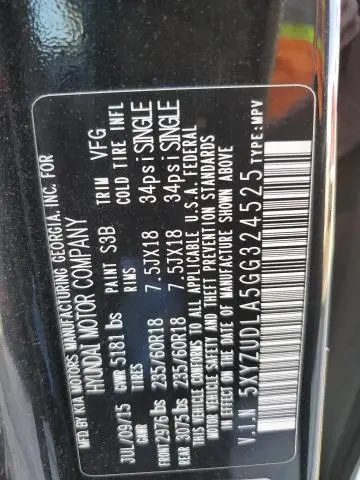 MFD BY KIA MOTORS MANUFACTURING GEORGIA, INC. FOR
HYUNDAI MOTOR COMPANY
JUL/09/15 PAINT S3B TRIM VFG
GVWR 5181 lbs TIRES RIMS COLD TIRE INFL
GAWR
FRONT 2976 lbs 235/60R18 7.5JX18 34psi SINGLE
REAR 3075 lbs 235/60R18 7.5JX18 34psi SINGLE
THIS VEHICLE CONFORMS TO ALL APPLICABLE U.S.A. FEDERAL
MOTOR VEHICLE SAFETY AND THEFT PREVENTION STANDARDS
IN EFFECT ON THE DATE OF MANUFACTURE SHOWN ABOVE
V.I.N 5XYZUDLA5GG324525 TYPE:MPV